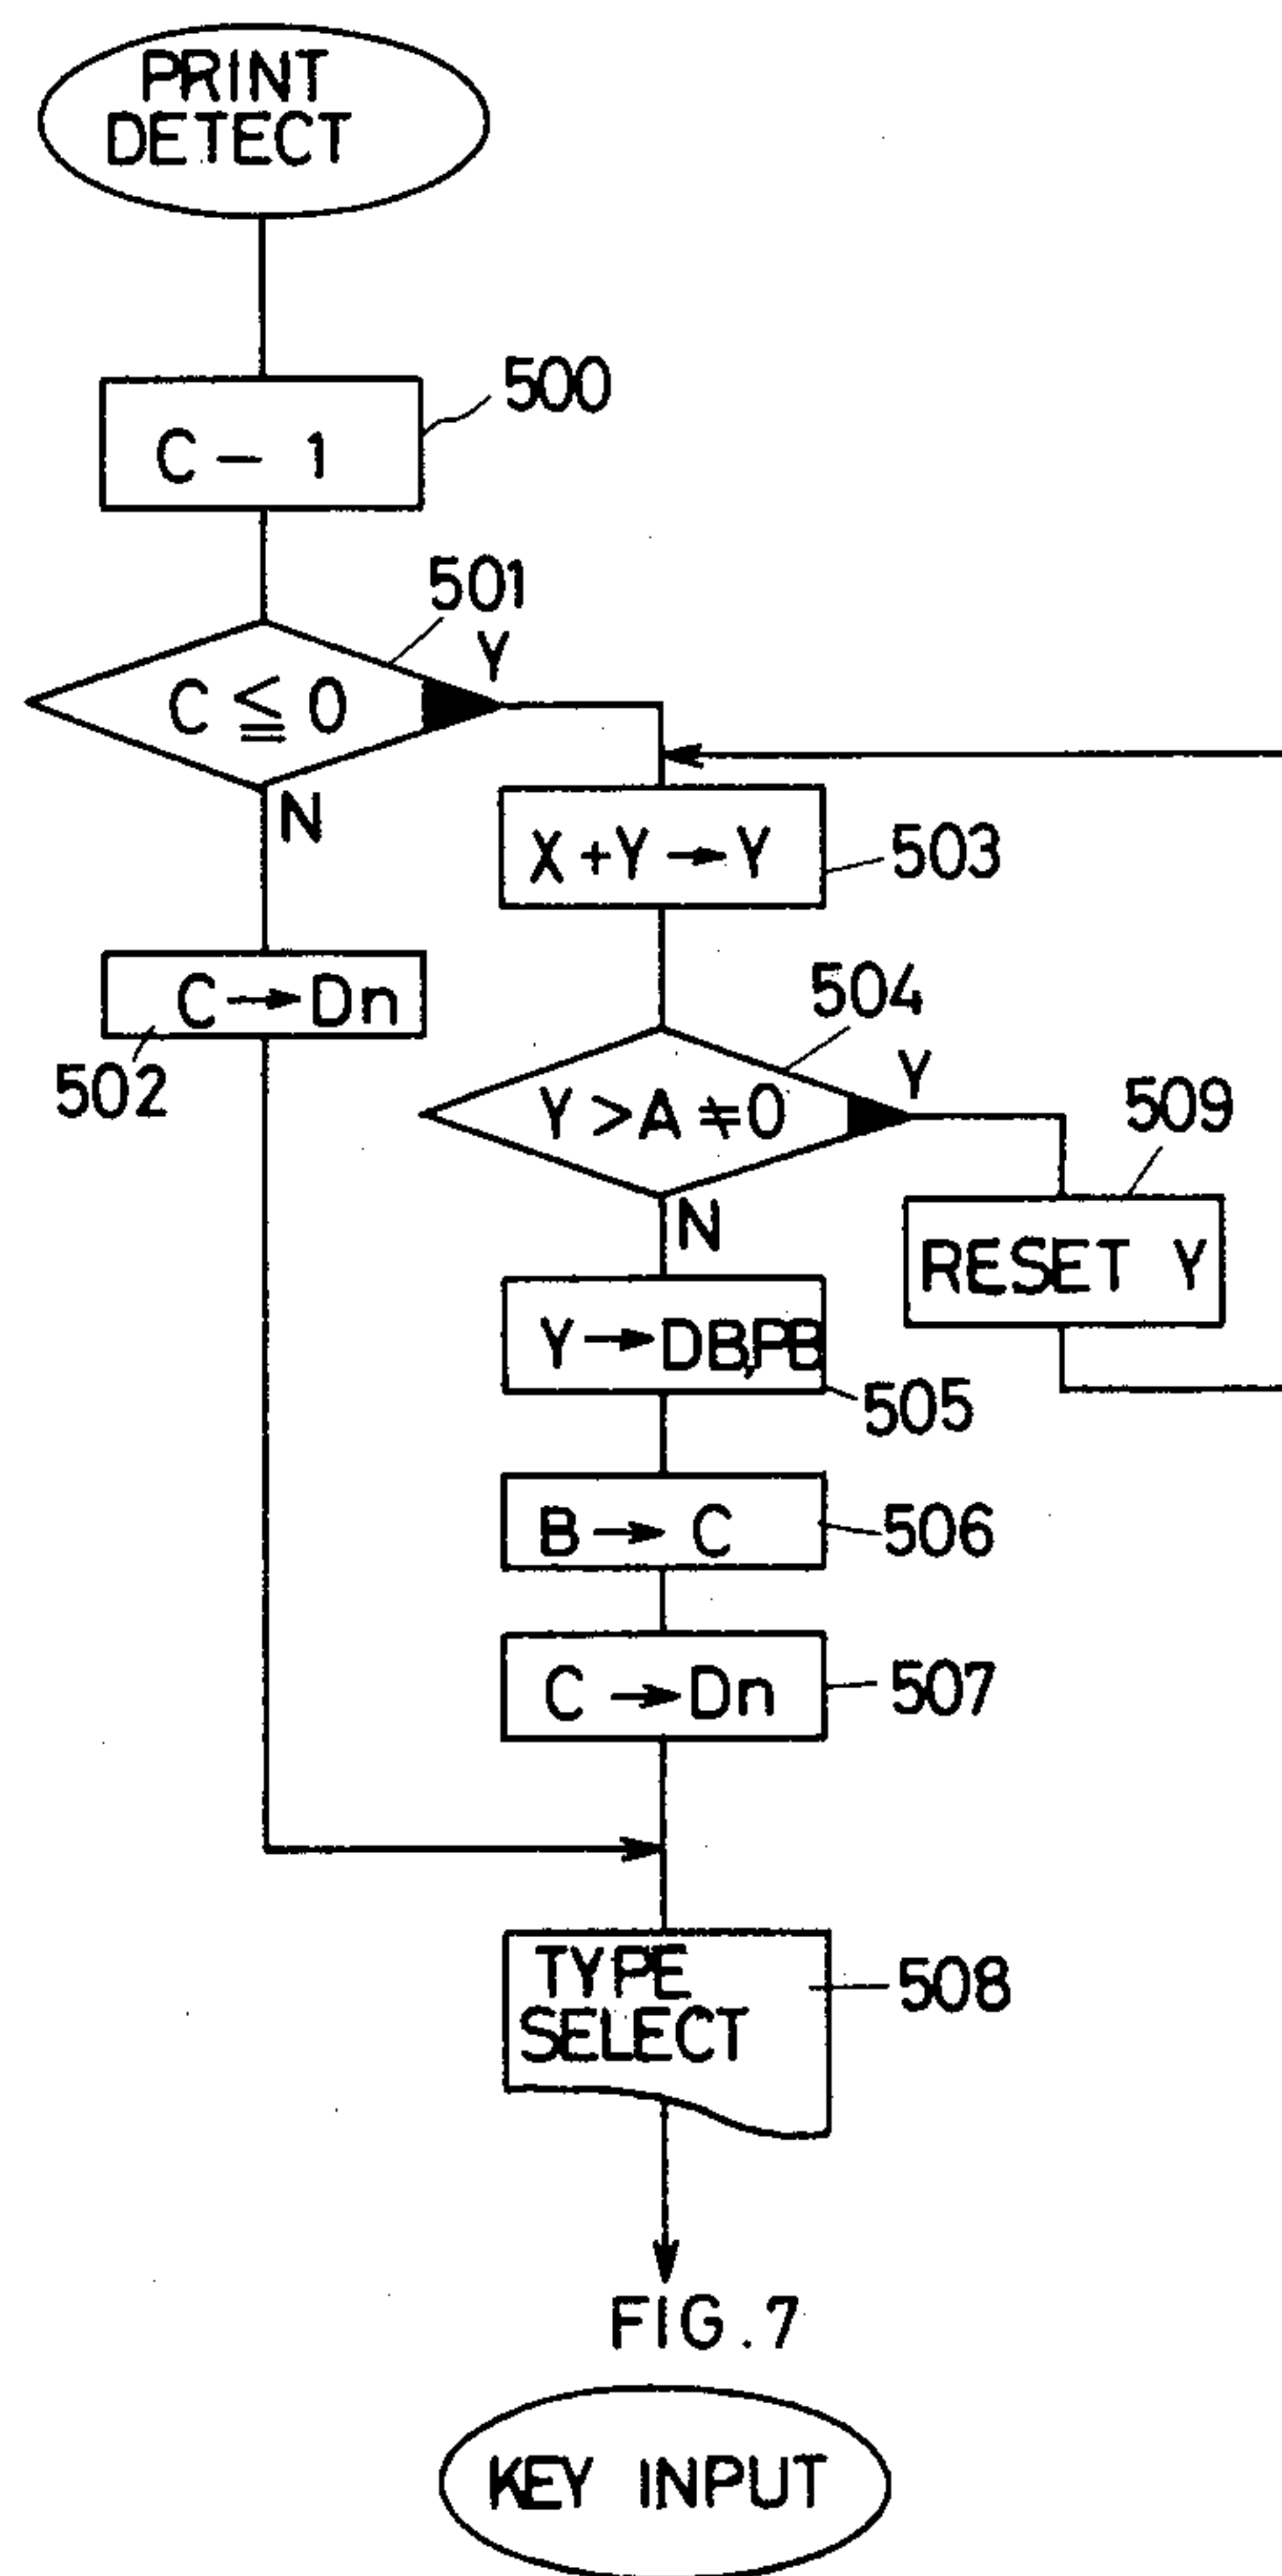 PRINT
DETECT
500
C - 1
501
Y
C ≦ 0
N
X + Y → Y
503
C → Dn
502
504
Y
Y > A ≠ 0
N
509
RESET Y
Y → DB,PB
505
B → C
506
C → Dn
507
TYPE
SELECT
508
FIG. 7
KEY INPUT